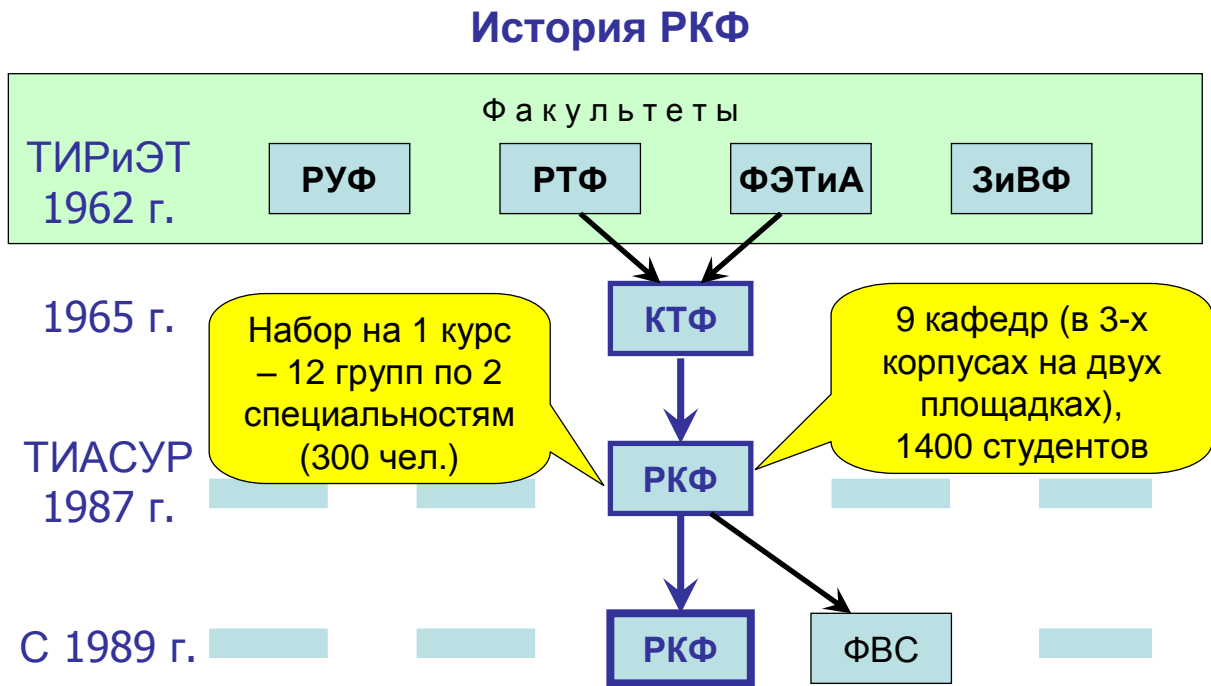 История РКФ
Факультеты
ТИРиЭТ
1962 г.
РУФ
РТФ
ФЭТиА
ЗиВФ
1965 г.
КТФ
Набор на 1 курс
– 12 групп по 2
специальностям
(300 чел.)
9 кафедр (в 3-х
корпусах на двух
площадках),
1400 студентов
ТИАСУР
1987 г.
РКФ
С 1989 г.
РКФ
ФВС